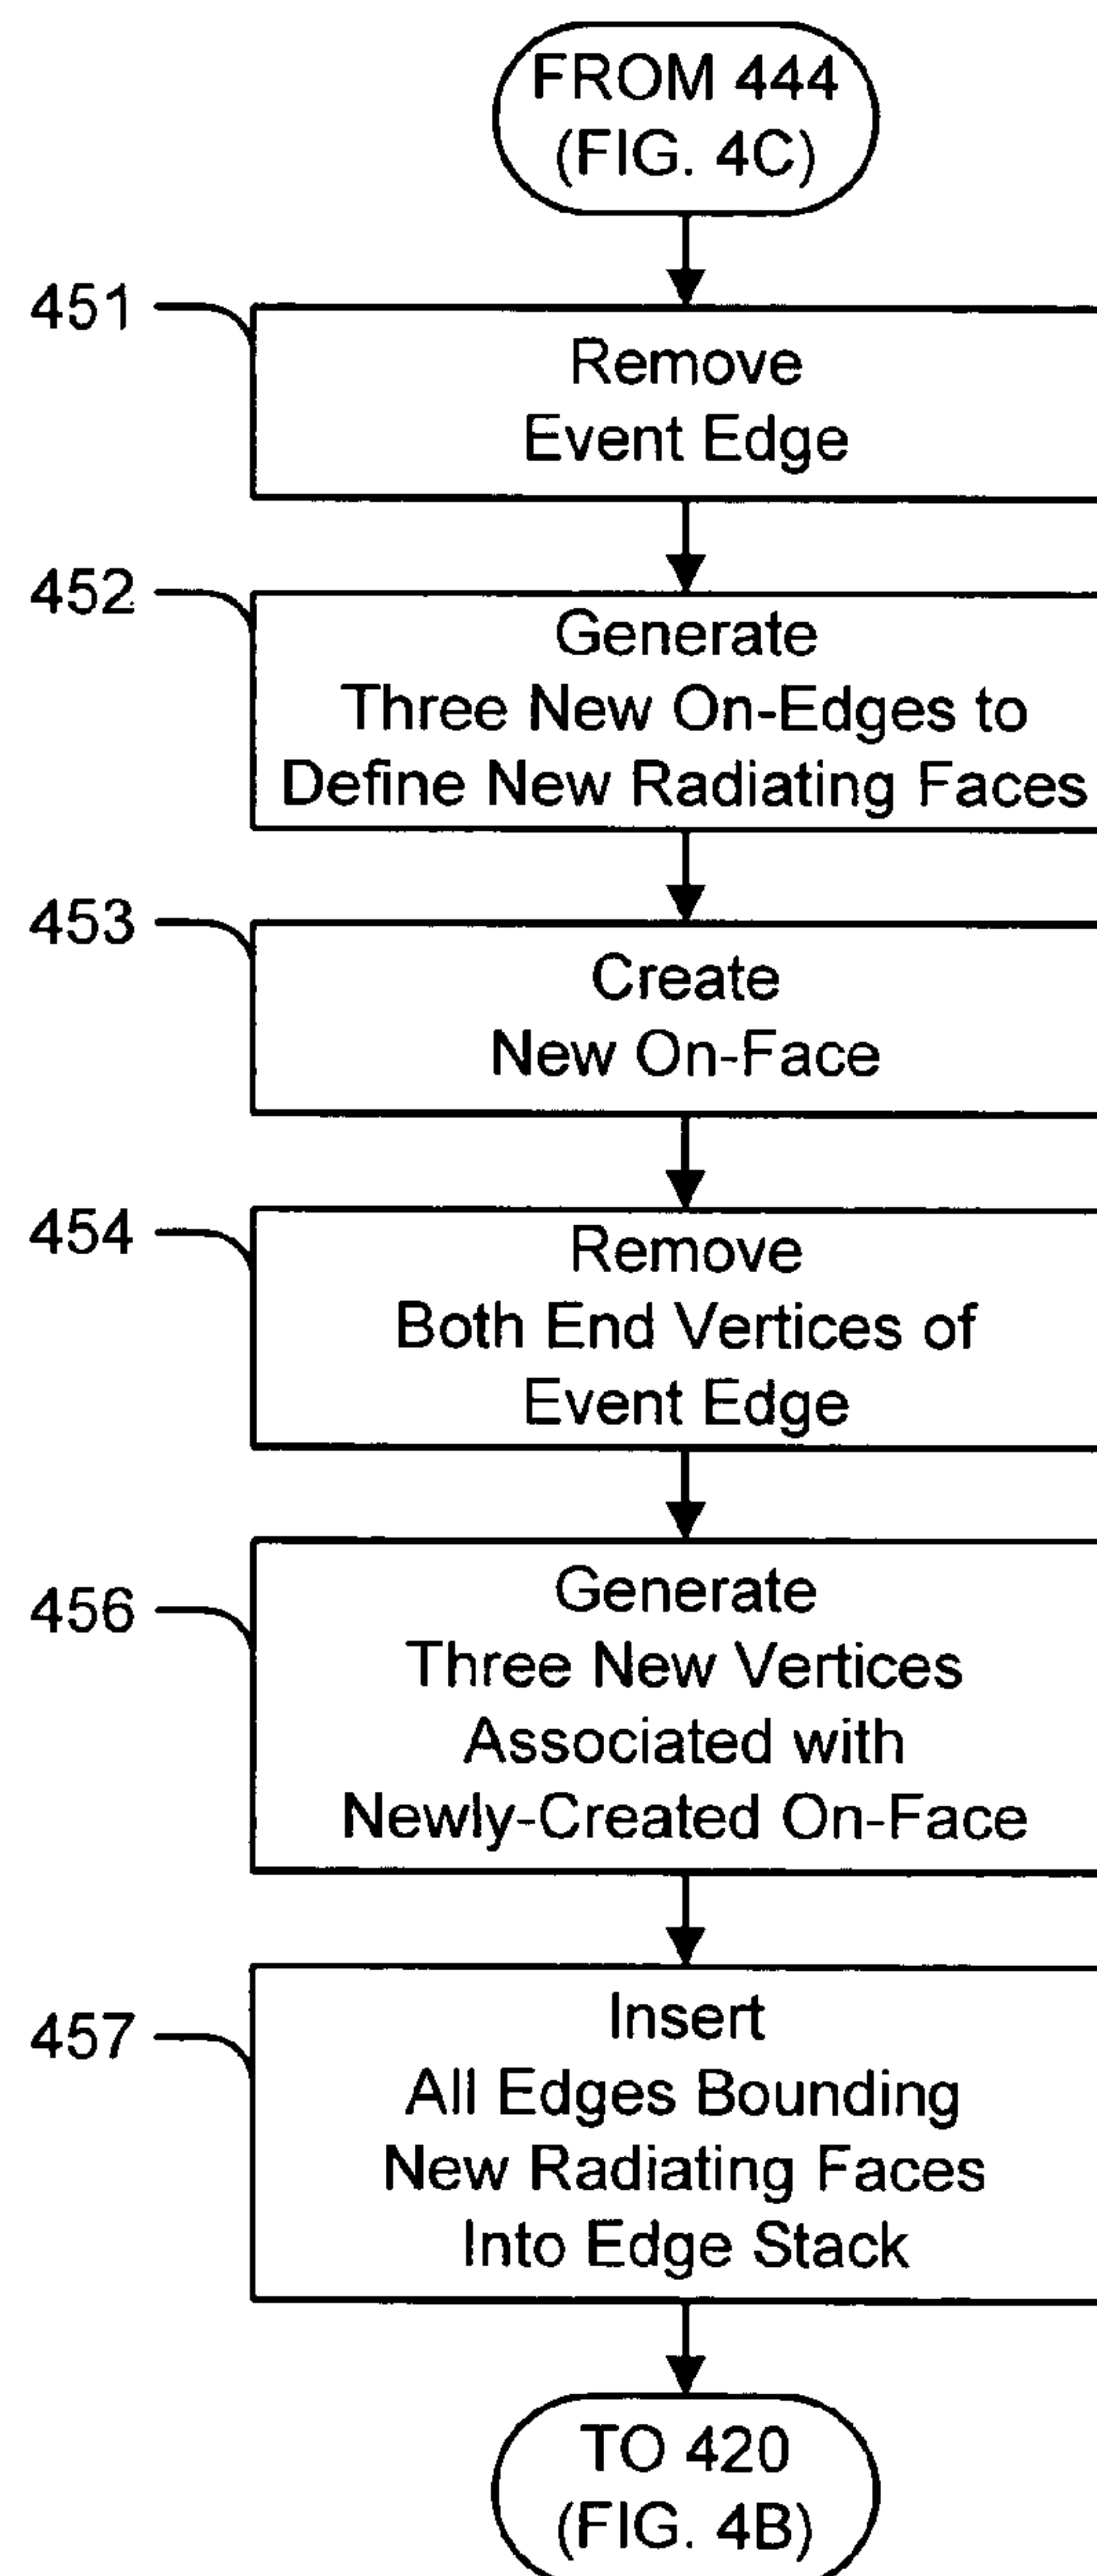 FROM 444
(FIG. 4C)
451
Remove
Event Edge
452
Generate
Three New On-Edges to
Define New Radiating Faces
453
Create
New On-Face
454
Remove
Both End Vertices of
Event Edge
456
Generate
Three New Vertices
Associated with
Newly-Created On-Face
457
Insert
All Edges Bounding
New Radiating Faces
Into Edge Stack
TO 420
(FIG. 4B)